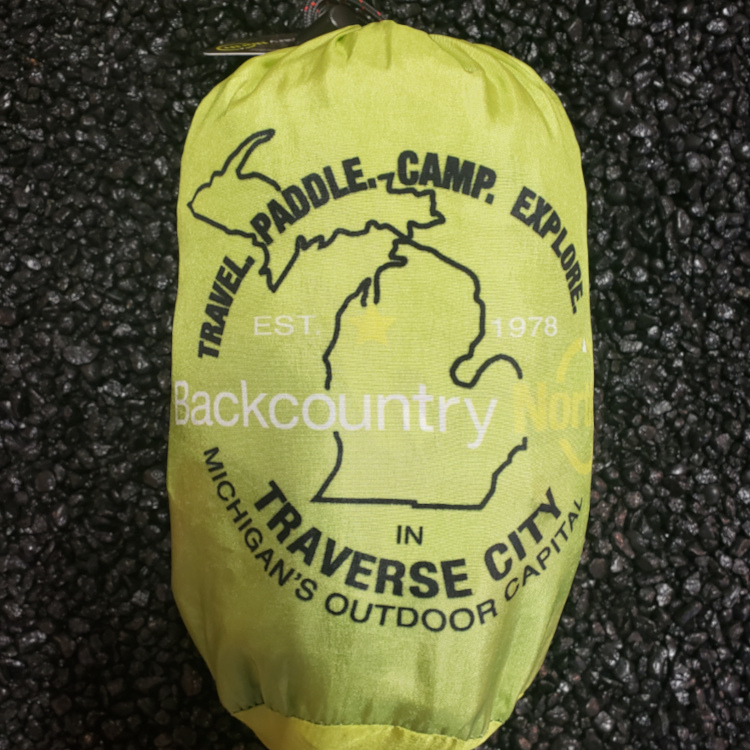 TRAVEL. PADDLE. CAMP. EXPLORE.
EST. 1978
Backcountry
IN
TRAVERSE CITY
MICHIGAN'S OUTDOOR CAPITAL